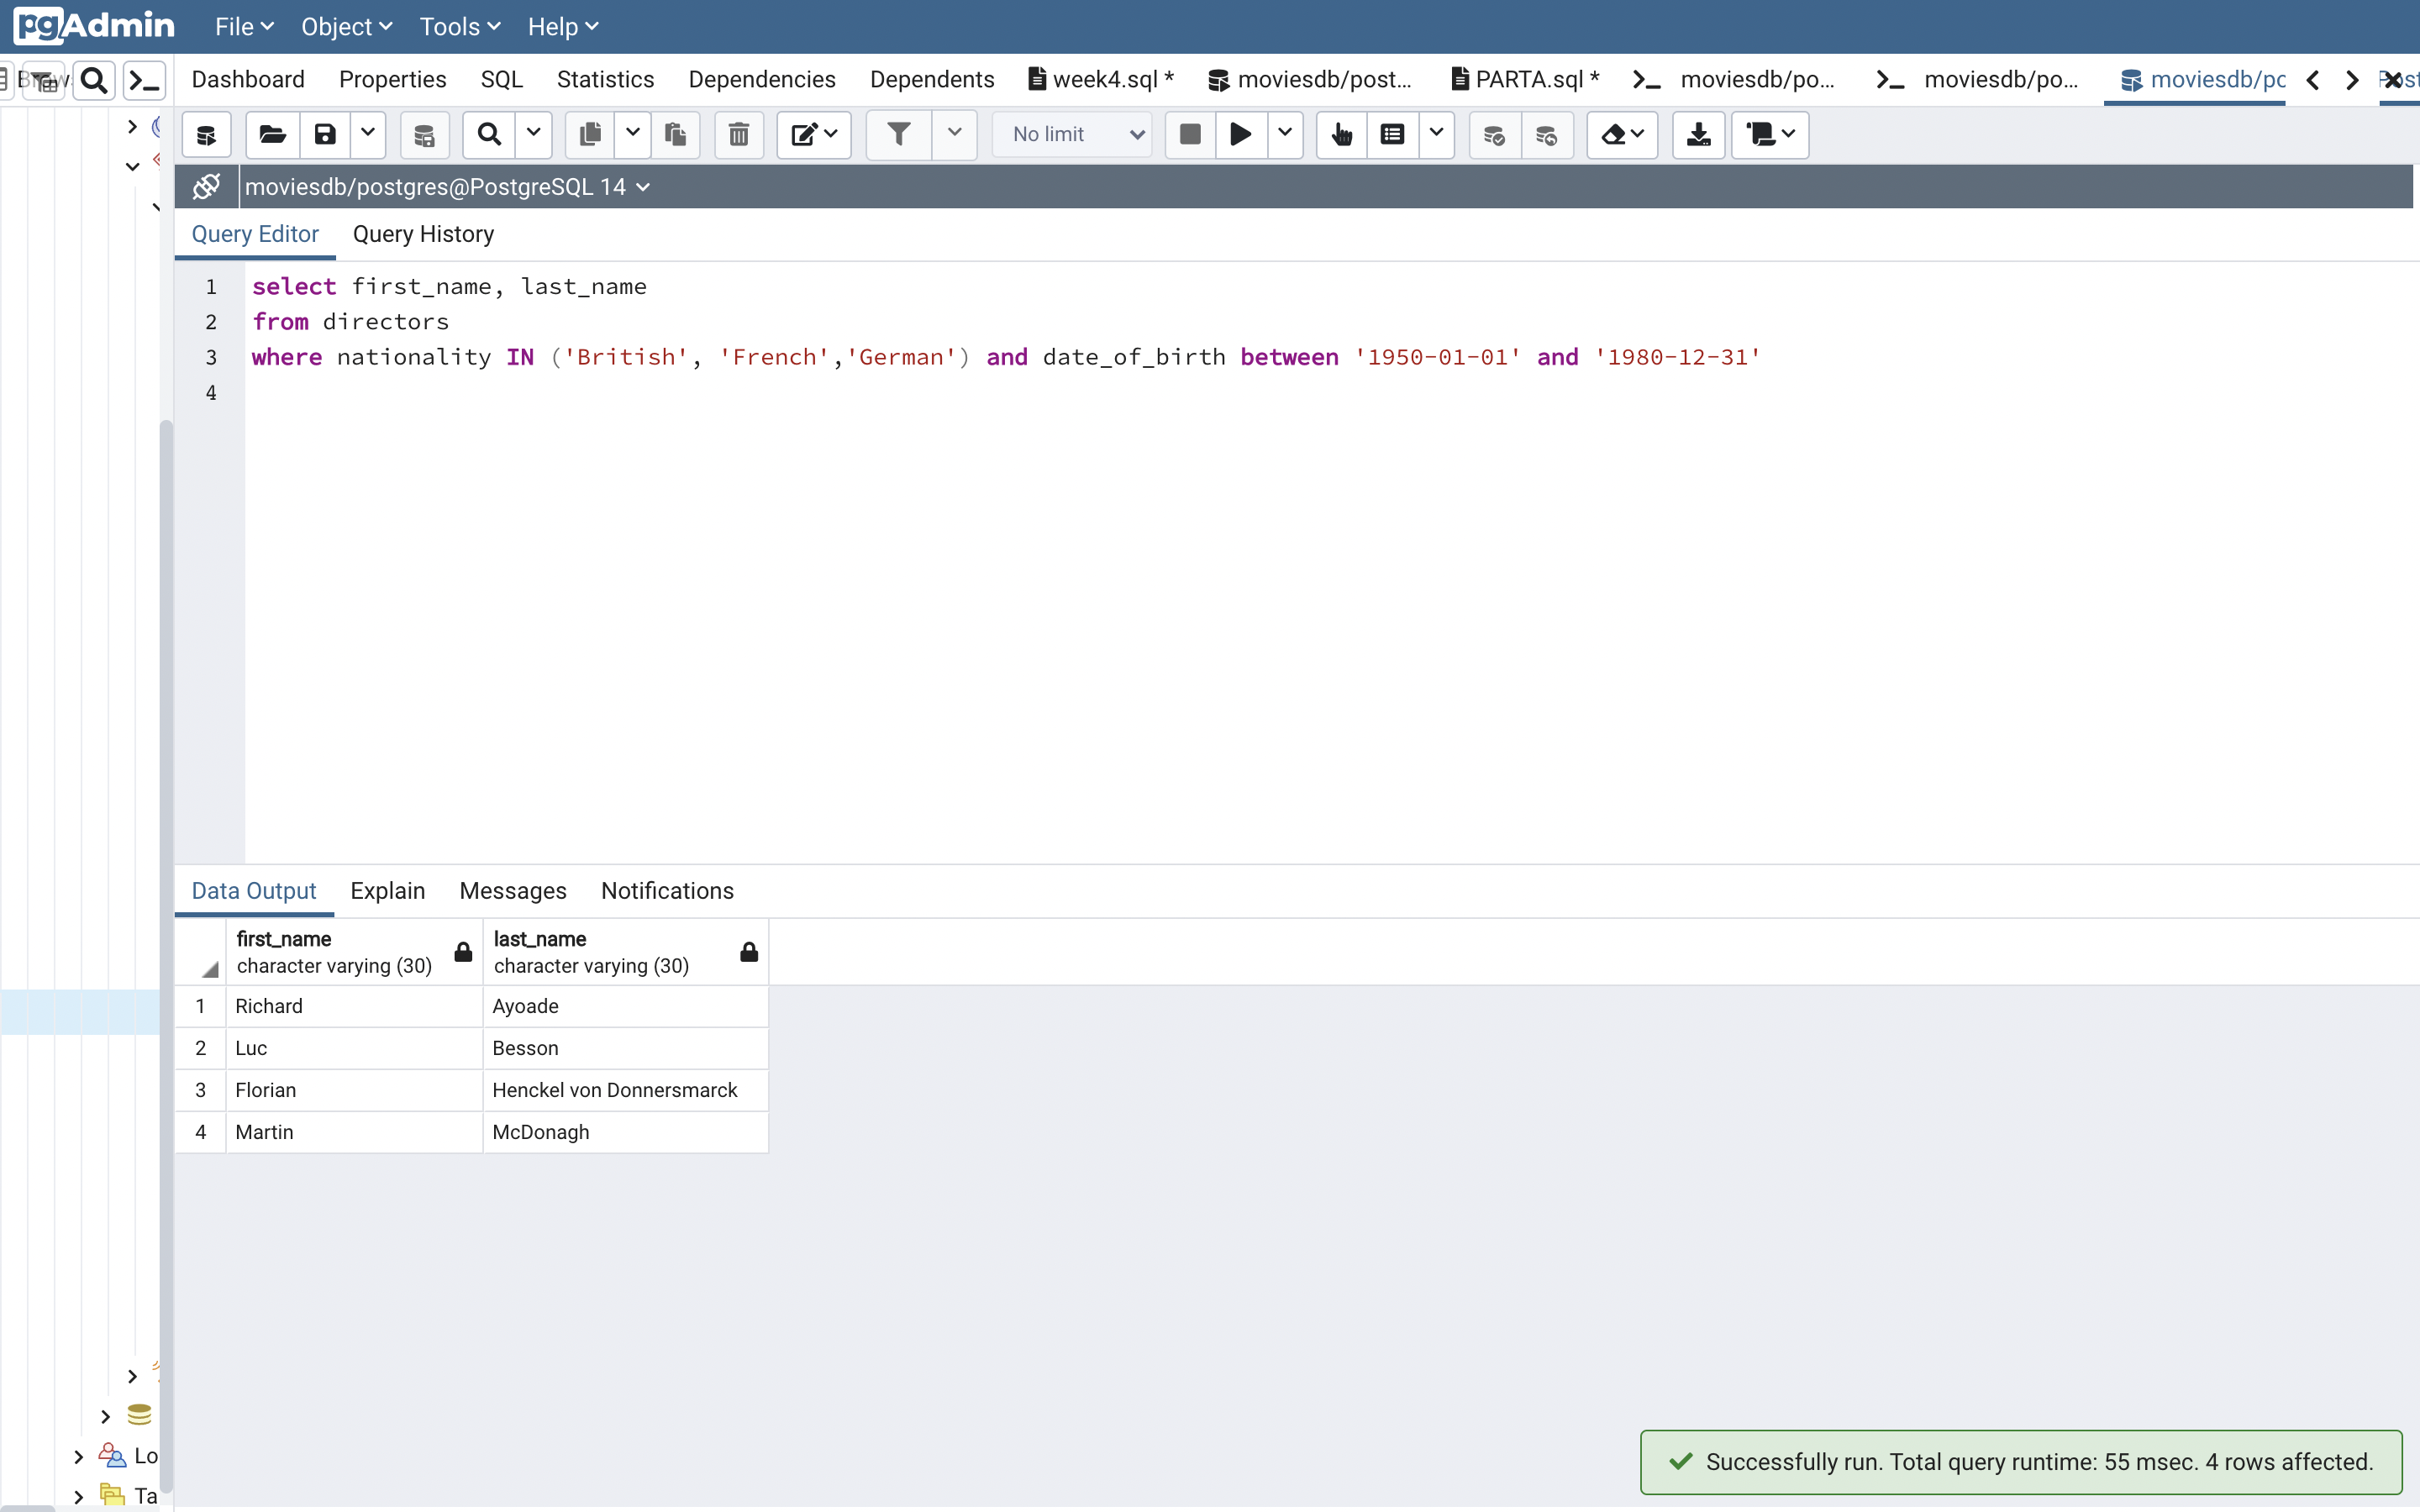 pgAdmin File Object Tools Help
Dashboard Properties SQL Statistics Dependencies Dependents week4.sql * moviesdb/post... PARTA.sql * moviesdb/po... moviesdb/po... moviesdb/pc
No limit
moviesdb/postgres@PostgreSQL 14
Query Editor Query History
1 select first_name, last_name
2 from directors
3 where nationality IN ('British', 'French','German') and date_of_birth between '1950-01-01' and '1980-12-31'
4
Data Output Explain Messages Notifications
first_name last_name
character varying (30) character varying (30)
1 Richard Ayoade
2 Luc Besson
3 Florian Henckel von Donnersmarck
4 Martin McDonagh
Lo
Successfully run. Total query runtime: 55 msec. 4 rows affected.
Ta